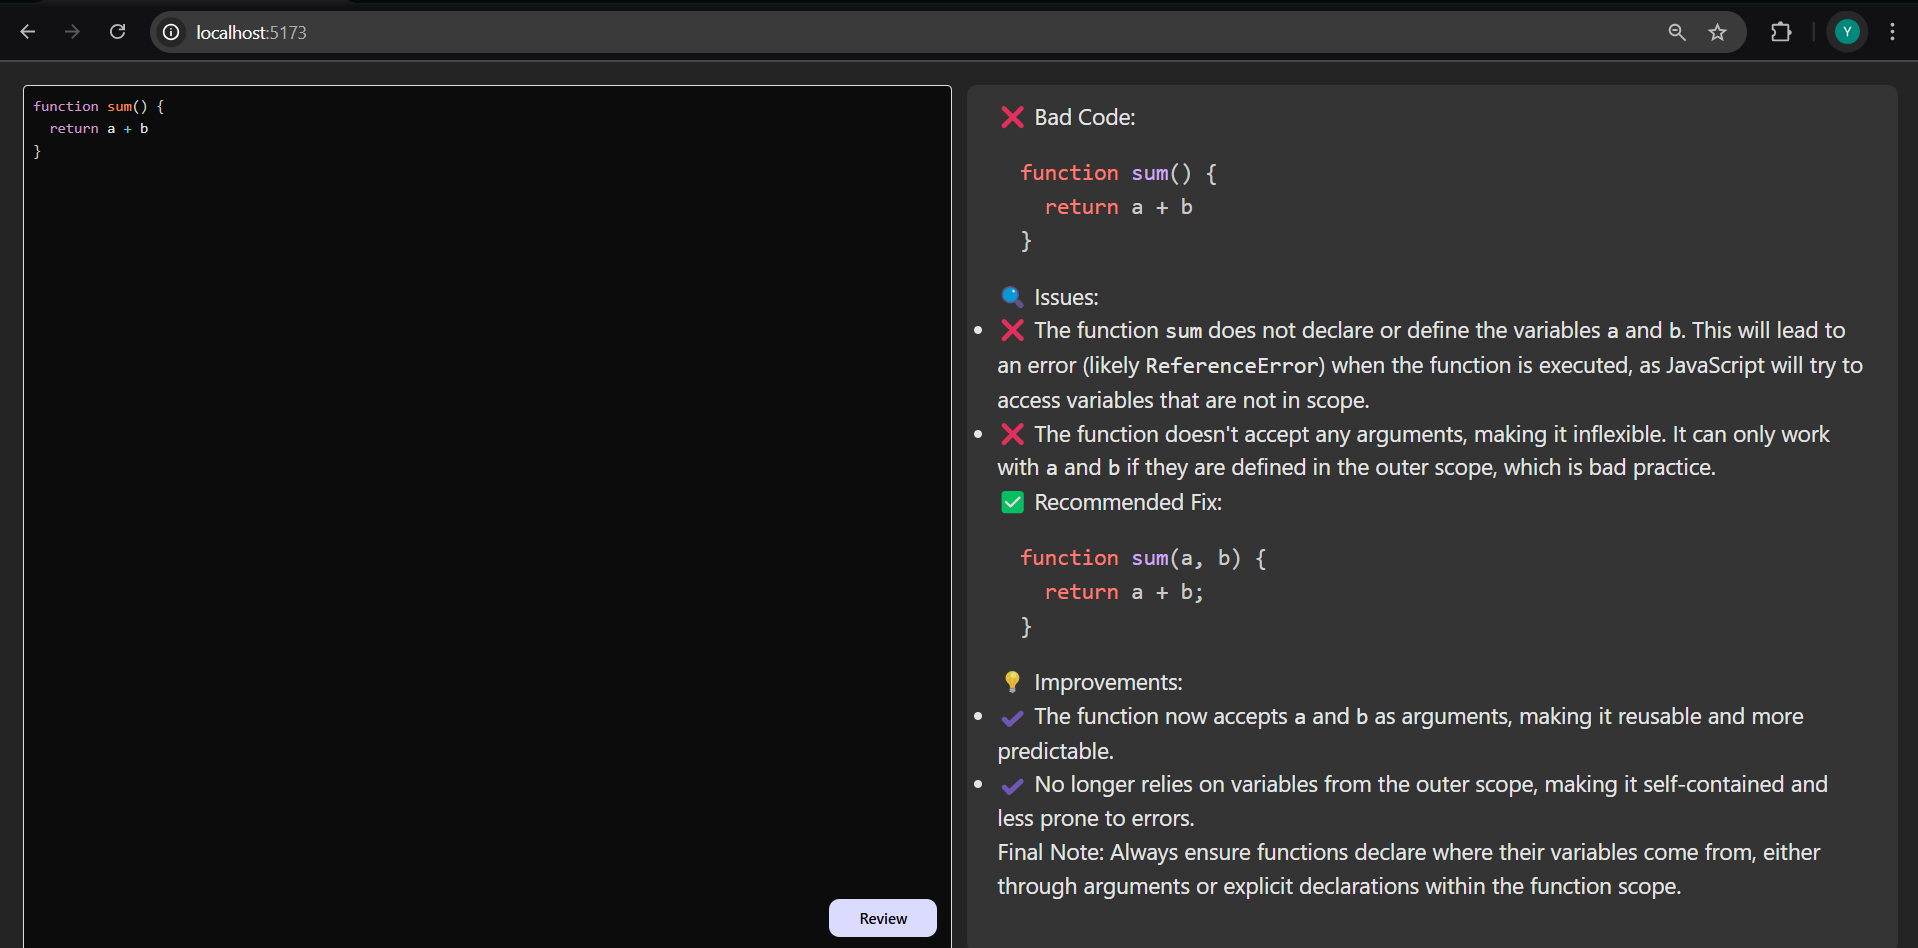 localhost:5173
Y
function sum() {
  return a + b
}
Review
❌ Bad Code:
function sum() {
  return a + b
}
🔍 Issues:
• ❌ The function sum does not declare or define the variables a and b. This will lead to
an error (likely ReferenceError) when the function is executed, as JavaScript will try to
access variables that are not in scope.
• ❌ The function doesn't accept any arguments, making it inflexible. It can only work
with a and b if they are defined in the outer scope, which is bad practice.
✅ Recommended Fix:
function sum(a, b) {
  return a + b;
}
💡 Improvements:
• ✔ The function now accepts a and b as arguments, making it reusable and more
predictable.
• ✔ No longer relies on variables from the outer scope, making it self-contained and
less prone to errors.
Final Note: Always ensure functions declare where their variables come from, either
through arguments or explicit declarations within the function scope.